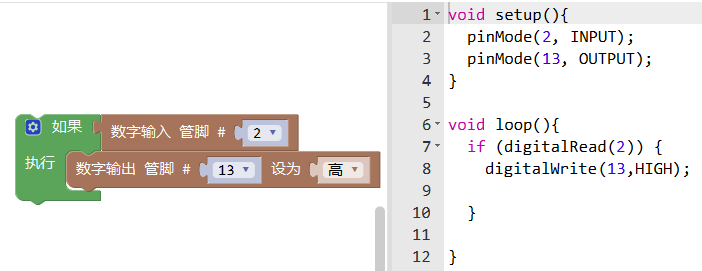 如果 数字输入 管脚 # 2
执行 数字输出 管脚 # 13 设为 高
1 void setup(){
2   pinMode(2, INPUT);
3   pinMode(13, OUTPUT);
4 }
5
6 void loop(){
7   if (digitalRead(2)) {
8     digitalWrite(13,HIGH);
9
10   }
11
12 }